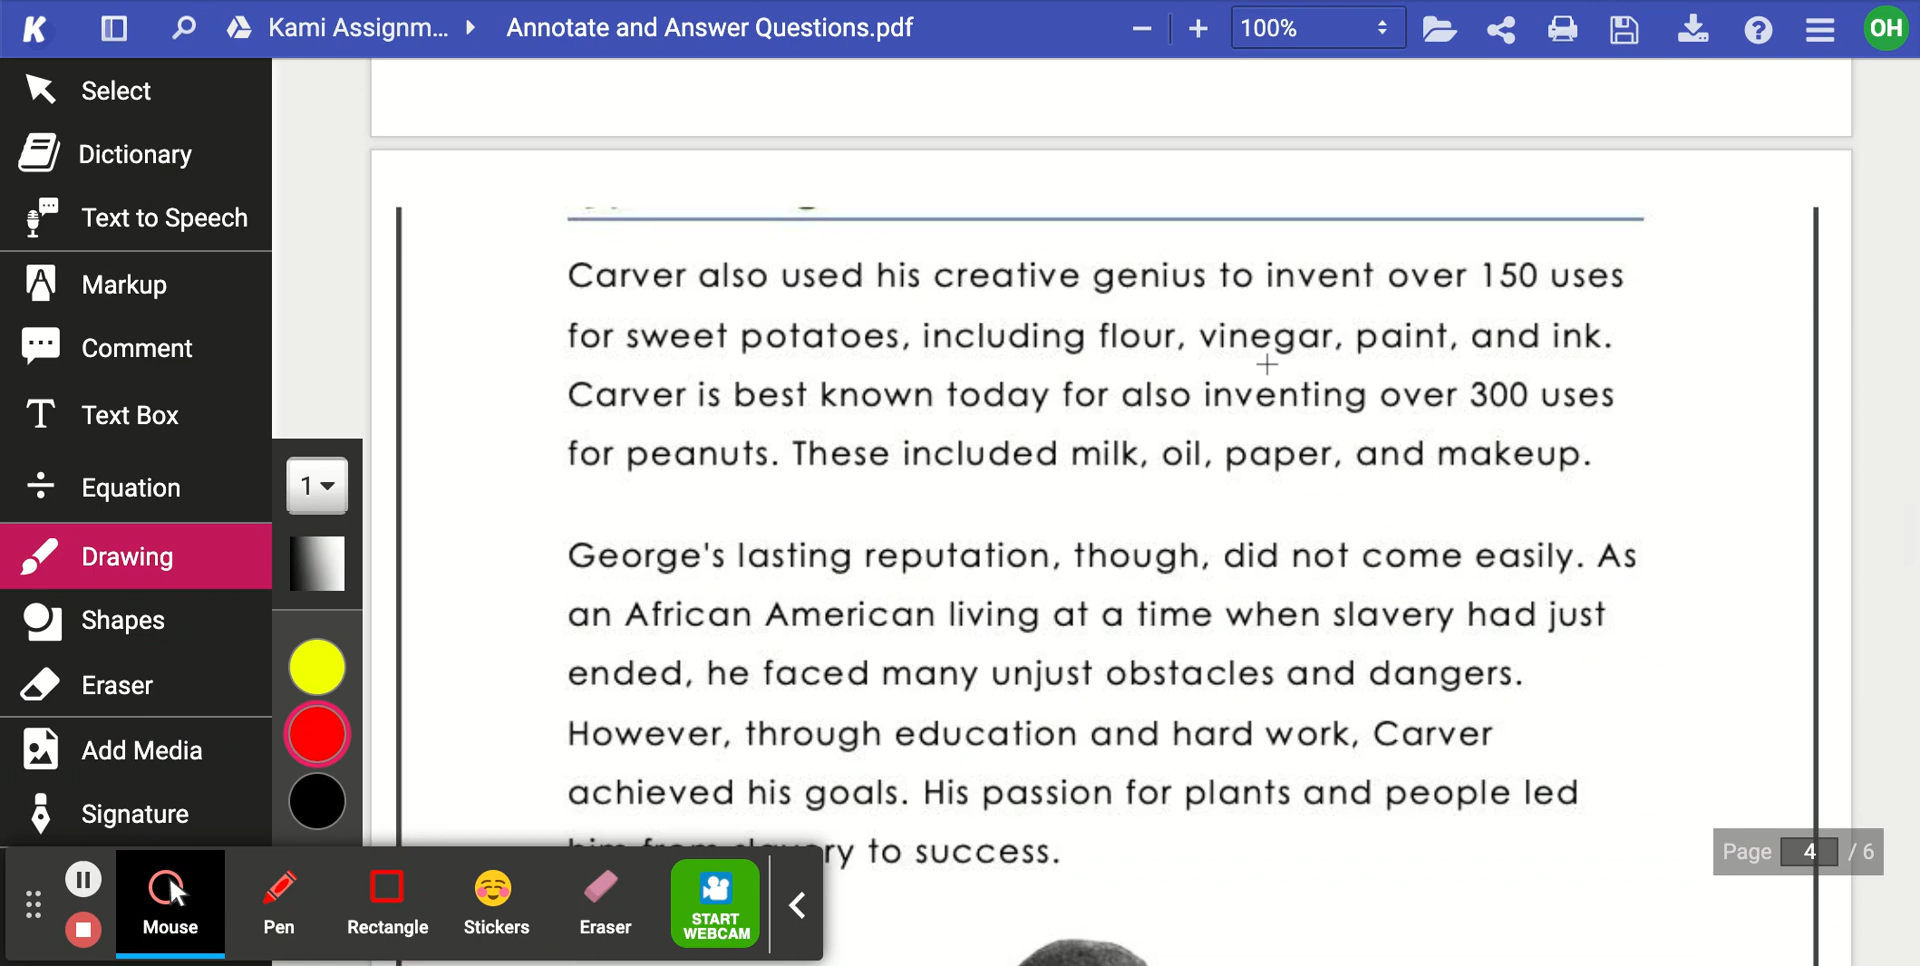 Kami Assignm... Annotate and Answer Questions.pdf 100% OH
Select
Dictionary
Text to Speech
Markup
Comment
Text Box
Equation
1
Drawing
Shapes
Eraser
Add Media
Signature
Carver also used his creative genius to invent over 150 uses
for sweet potatoes, including flour, vinegar, paint, and ink.
Carver is best known today for also inventing over 300 uses
for peanuts. These included milk, oil, paper, and makeup.
George's lasting reputation, though, did not come easily. As
an African American living at a time when slavery had just
ended, he faced many unjust obstacles and dangers.
However, through education and hard work, Carver
achieved his goals. His passion for plants and people led
him from slavery to success.
Page 4 / 6
Mouse
Pen
Rectangle
Stickers
Eraser
START
WEBCAM